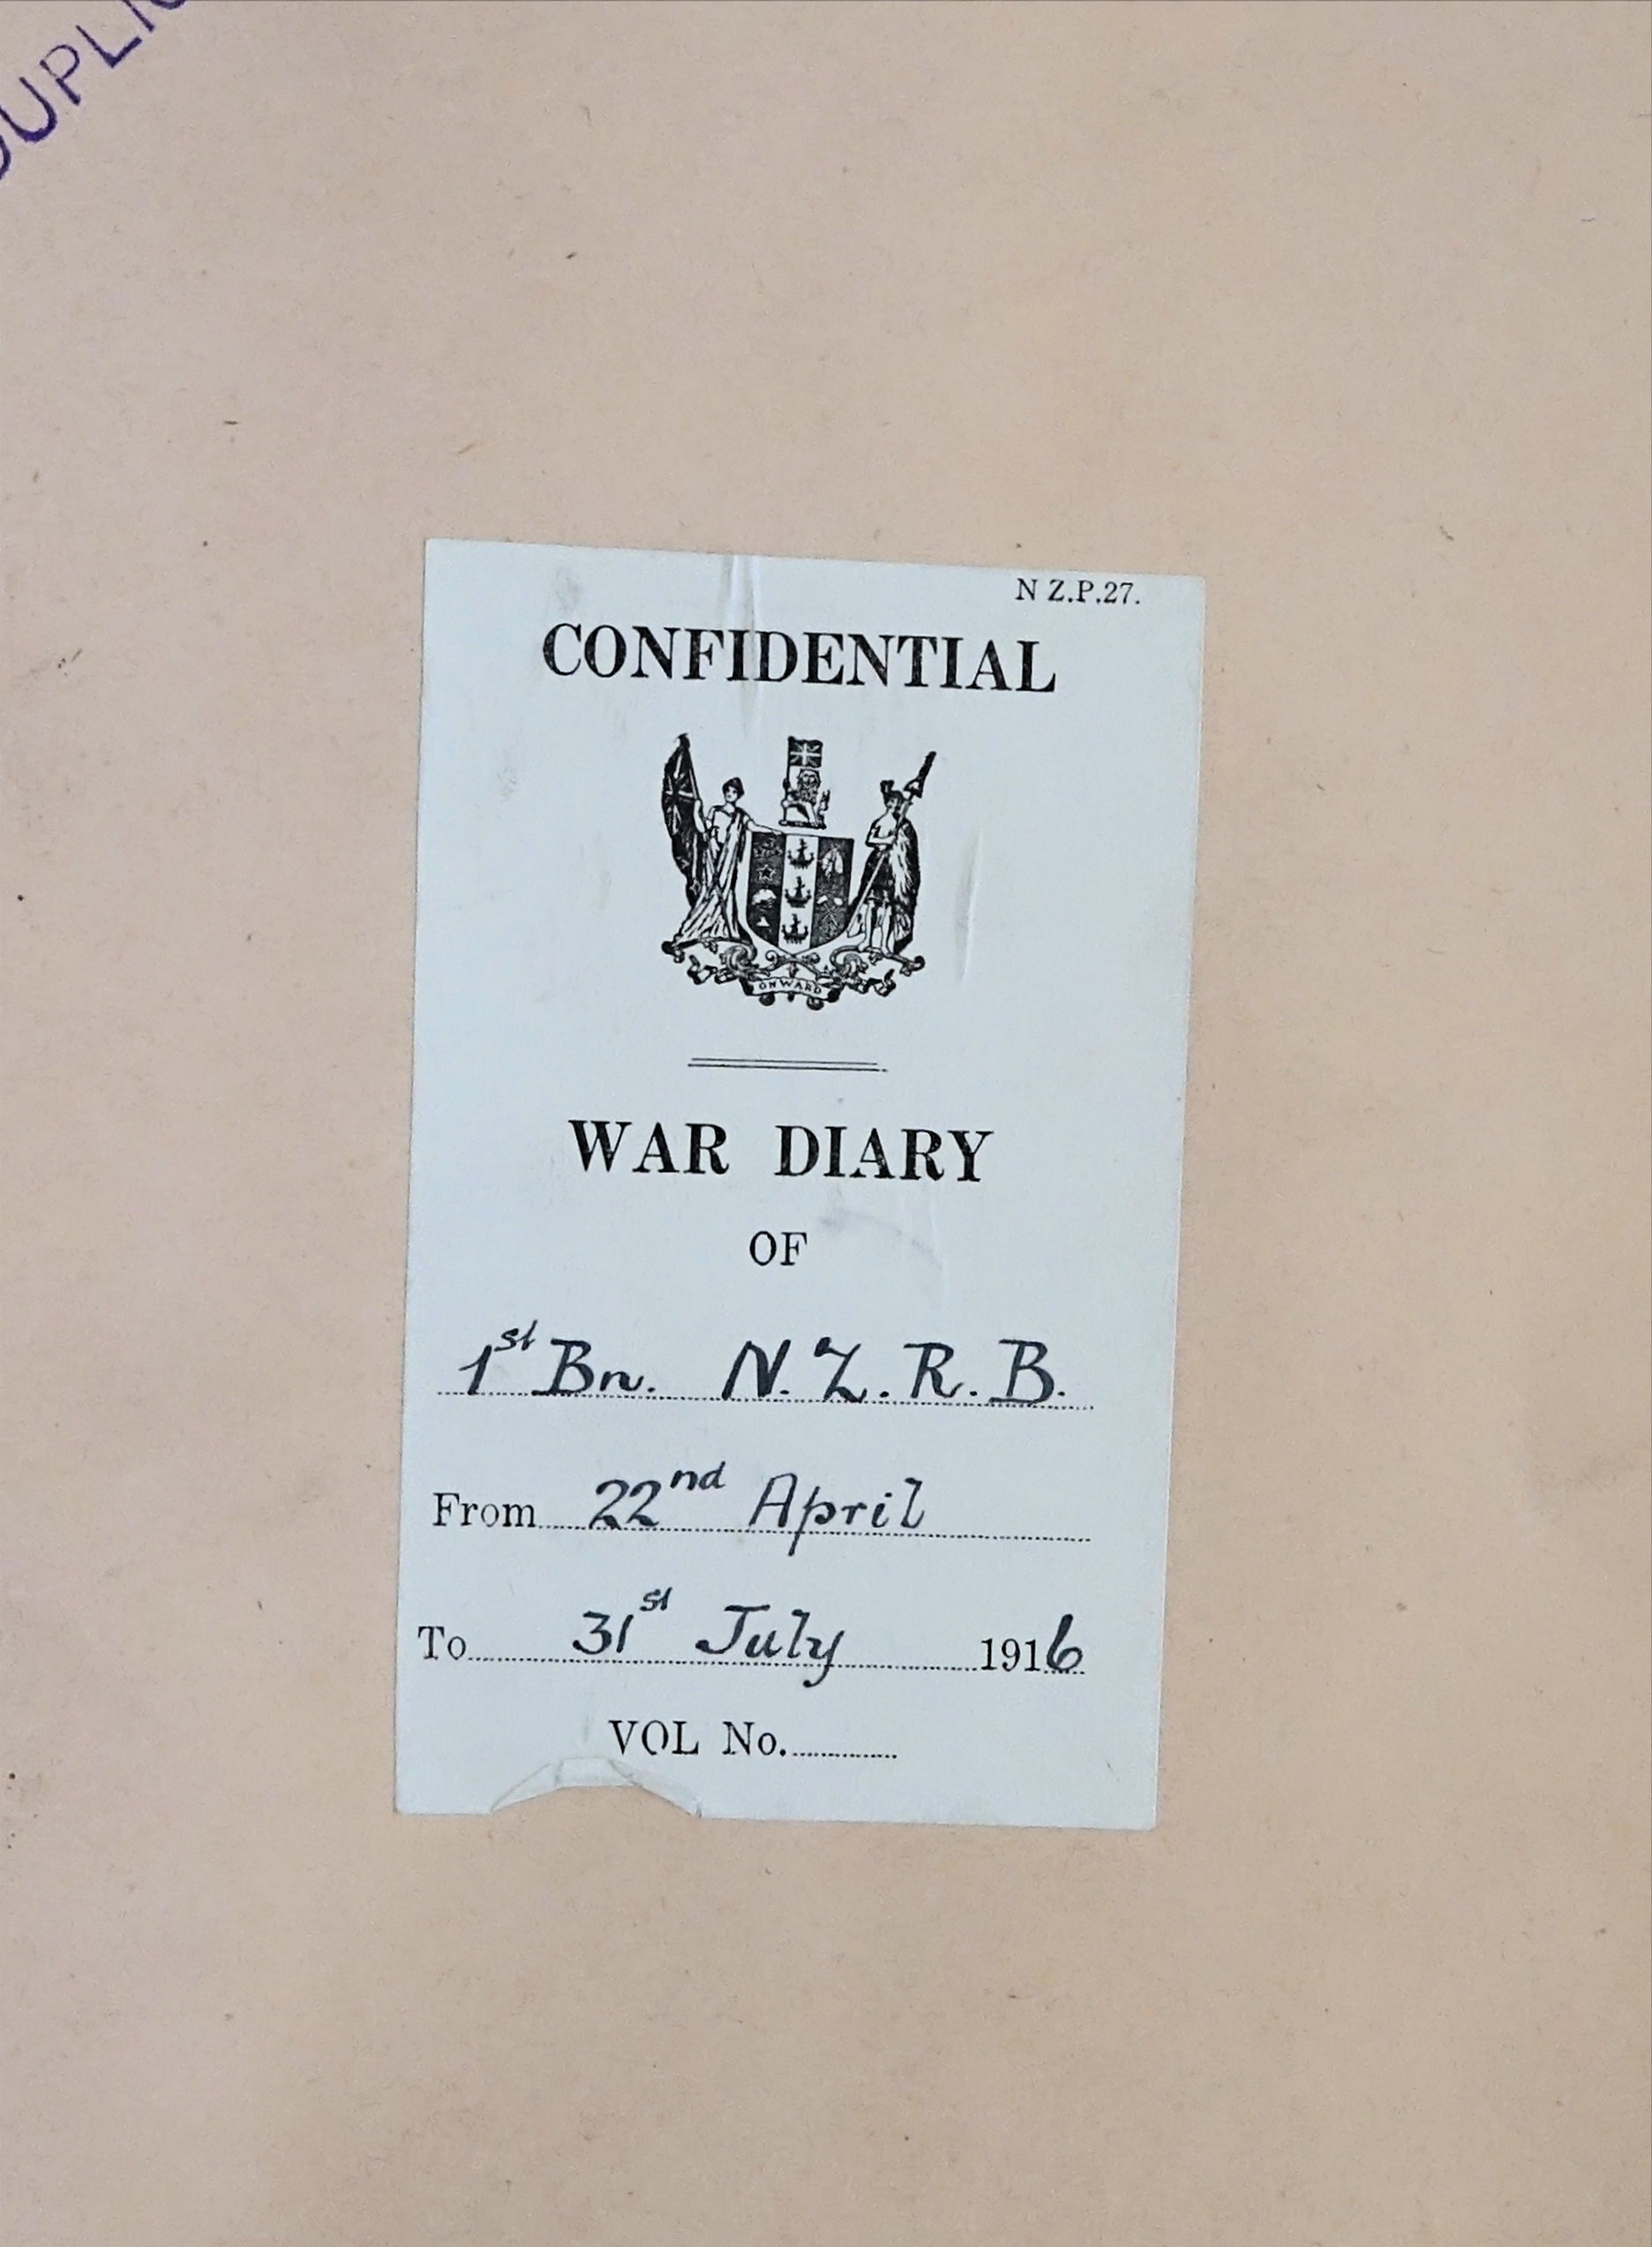 N Z.P.27.
CONFIDENTIAL
ONWARD
WAR DIARY
OF
1st Bn. N.Z.R.B.
From 22nd April
To 31st July 1916
VOL No.